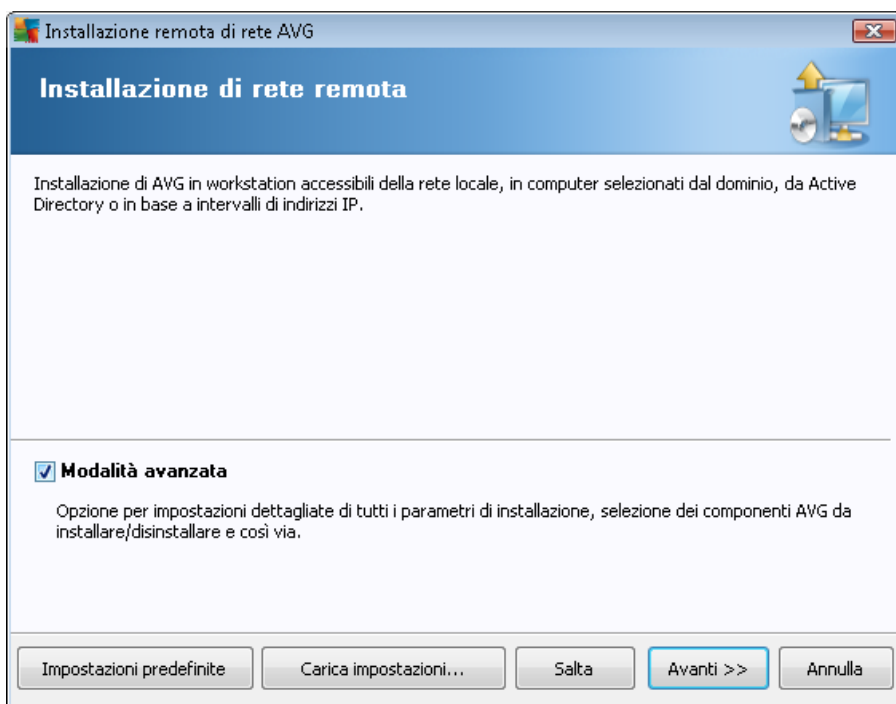 Installazione remota di rete AVG
Installazione di rete remota
Installazione di AVG in workstation accessibili della rete locale, in computer selezionati dal dominio, da Active
Directory o in base a intervalli di indirizzi IP.
Modalità avanzata
Opzione per impostazioni dettagliate di tutti i parametri di installazione, selezione dei componenti AVG da
installare/disinstallare e così via.
Impostazioni predefinite
Carica impostazioni...
Salta
Avanti >>
Annulla